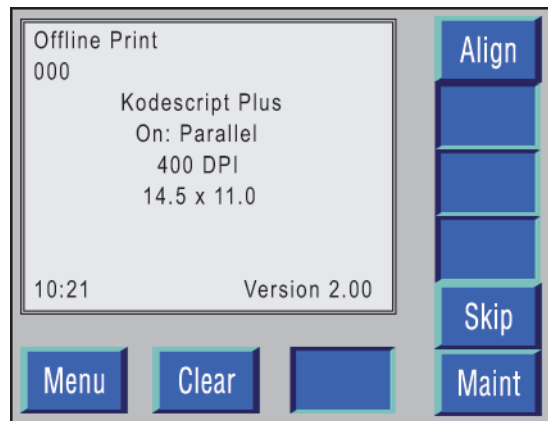 Offline Print
000
Kodescript Plus
On: Parallel
400 DPI
14.5 x 11.0
10:21 Version 2.00
Align
Skip
Menu Clear Maint